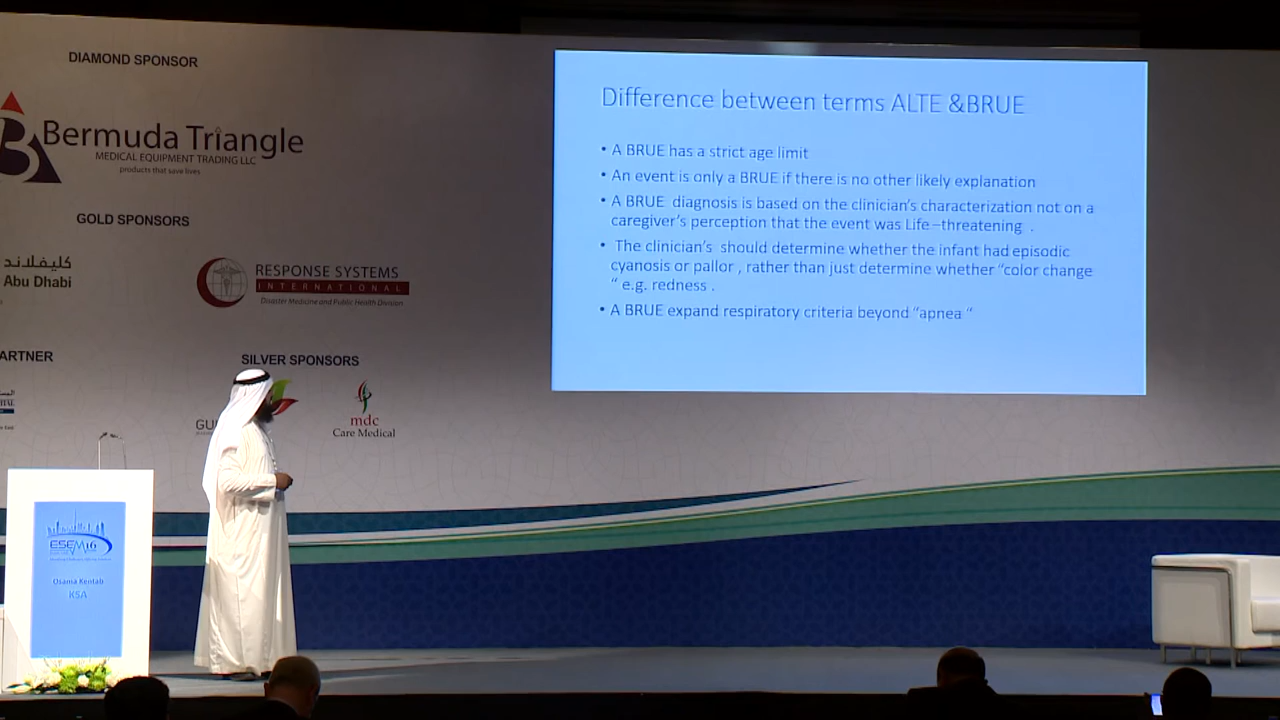 DIAMOND SPONSOR
Bermuda Triangle
MEDICAL EQUIPMENT TRADING LLC
products that save lives
GOLD SPONSORS
كليفلاند
Abu Dhabi
RESPONSE SYSTEMS
INTERNATIONAL
Disaster Medicine and Public Health Division
ARTNER
SILVER SPONSORS
GU
mdc
Care Medical
ESEM16
Osama Kentab
KSA
Difference between terms ALTE &BRUE
• A BRUE has a strict age limit
• An event is only a BRUE if there is no other likely explanation
• A BRUE diagnosis is based on the clinician's characterization not on a
caregiver's perception that the event was Life –threatening .
• The clinician's should determine whether the infant had episodic
cyanosis or pallor , rather than just determine whether "color change
" e.g. redness .
• A BRUE expand respiratory criteria beyond "apnea "